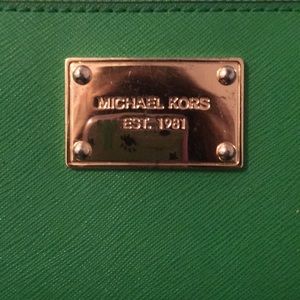 MICHAEL KORS
EST. 1981